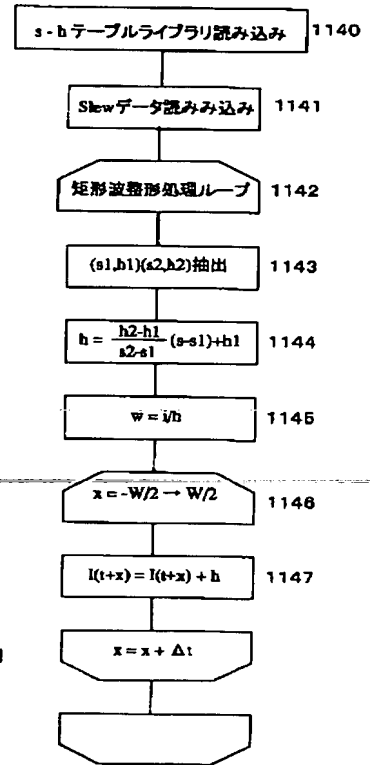 s - h テーブルライブラリ読み込み 1140
Skewデータ読みみ込み 1141
矩形波整形処理ループ 1142
(s1,h1)(s2,h2)抽出 1143
h = h2-h1 / s2-s1 (s-s1)+h1 1144
w = i/h 1145
x = -W/2 → W/2 1146
I(t+x) = I(t+x) + h 1147
x = x + Δt